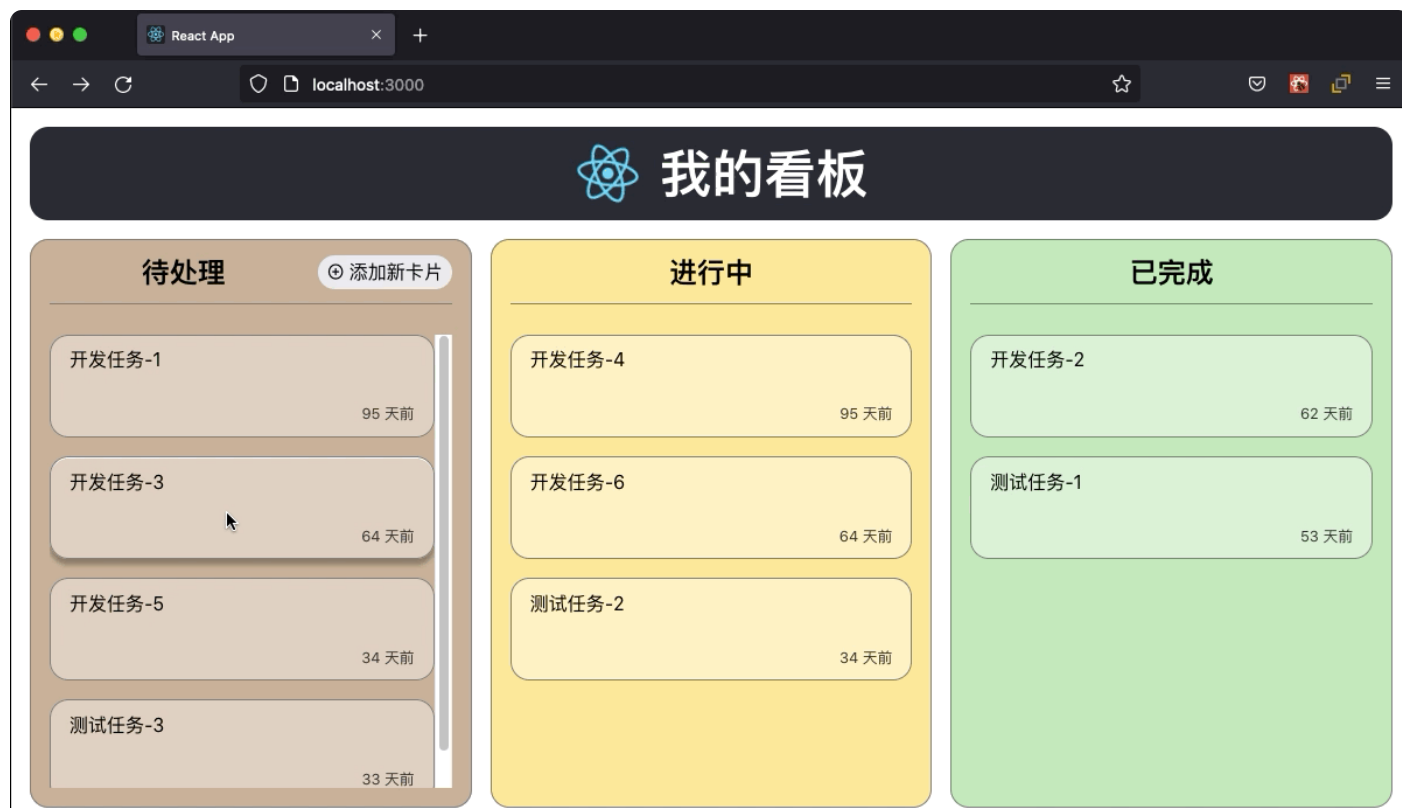 React App
localhost:3000
我的看板
待处理
添加新卡片
开发任务-1
95 天前
开发任务-3
64 天前
开发任务-5
34 天前
测试任务-3
33 天前
进行中
开发任务-4
95 天前
开发任务-6
64 天前
测试任务-2
34 天前
已完成
开发任务-2
62 天前
测试任务-1
53 天前